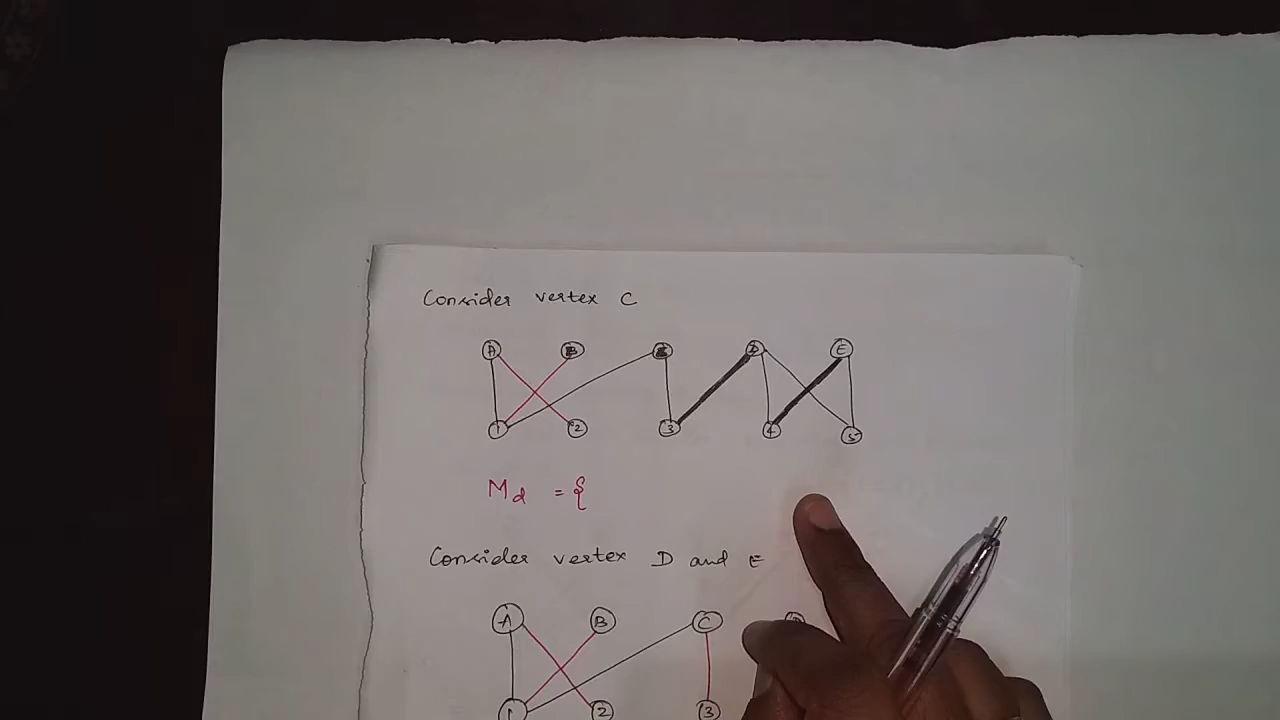 Consider vertex C
A B C D E
1 2 3 4 5
Md = {
Consider vertex D and E
A B C
1 2 3